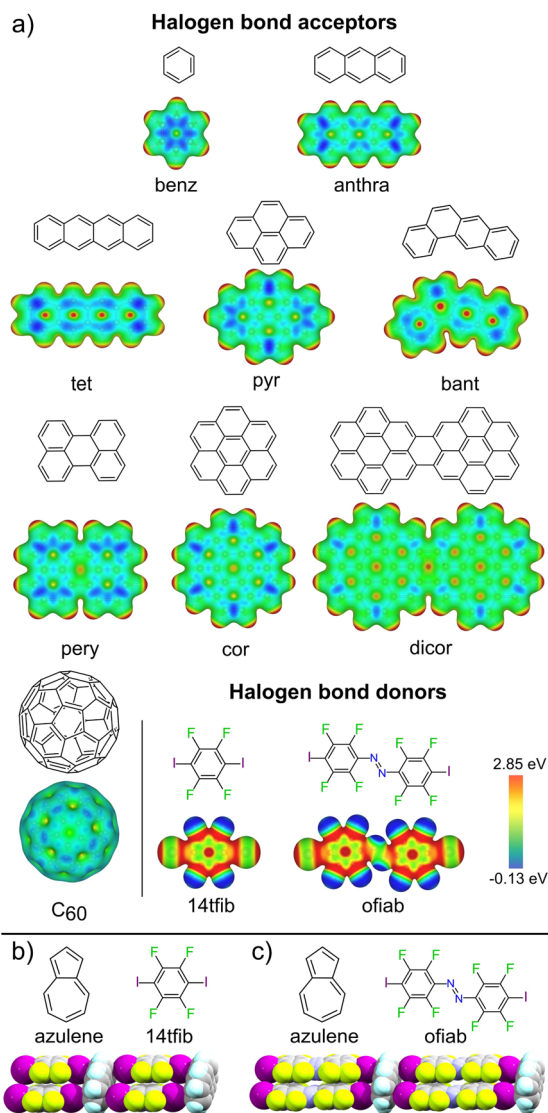 a)
Halogen bond acceptors
benz
anthra
tet
pyr
bant
pery
cor
dicor
Halogen bond donors
F F
I I
F F
F F
I N F F
F F N I
F F
2.85 eV
-0.13 eV
C60
14tfib
ofiab
b)
c)
F F
I I
F F
F F
I N F F
F F N I
F F
azulene
14tfib
azulene
ofiab